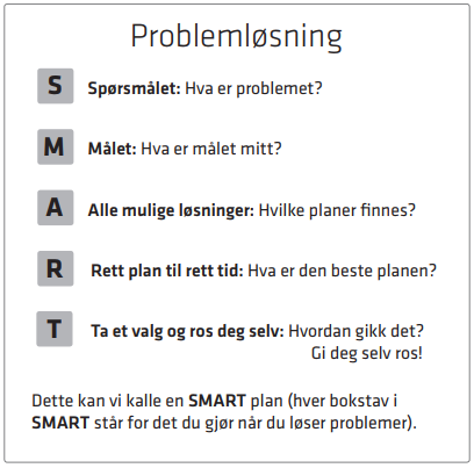 Problemløsning
S Spørsmålet: Hva er problemet?
M Målet: Hva er målet mitt?
A Alle mulige løsninger: Hvilke planer finnes?
R Rett plan til rett tid: Hva er den beste planen?
T Ta et valg og ros deg selv: Hvordan gikk det?
Gi deg selv ros!
Dette kan vi kalle en SMART plan (hver bokstav i
SMART står for det du gjør når du løser problemer).